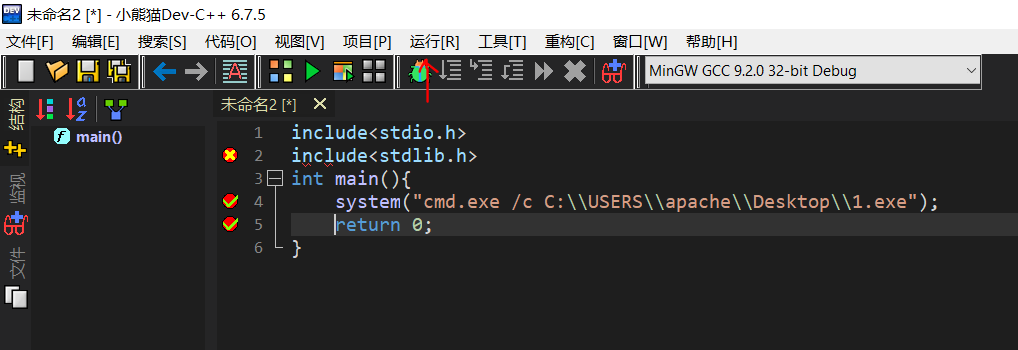 未命名2 [*] - 小熊猫Dev-C++ 6.7.5
文件[F] 编辑[E] 搜索[S] 代码[O] 视图[V] 项目[P] 运行[R] 工具[T] 重构[C] 窗口[W] 帮助[H]
MinGW GCC 9.2.0 32-bit Debug
结构
监视
文件
main()
未命名2 [*]
1 include<stdio.h>
2 include<stdlib.h>
3 int main(){
4 system("cmd.exe /c C:\\USERS\\apache\\Desktop\\1.exe");
5 return 0;
6 }